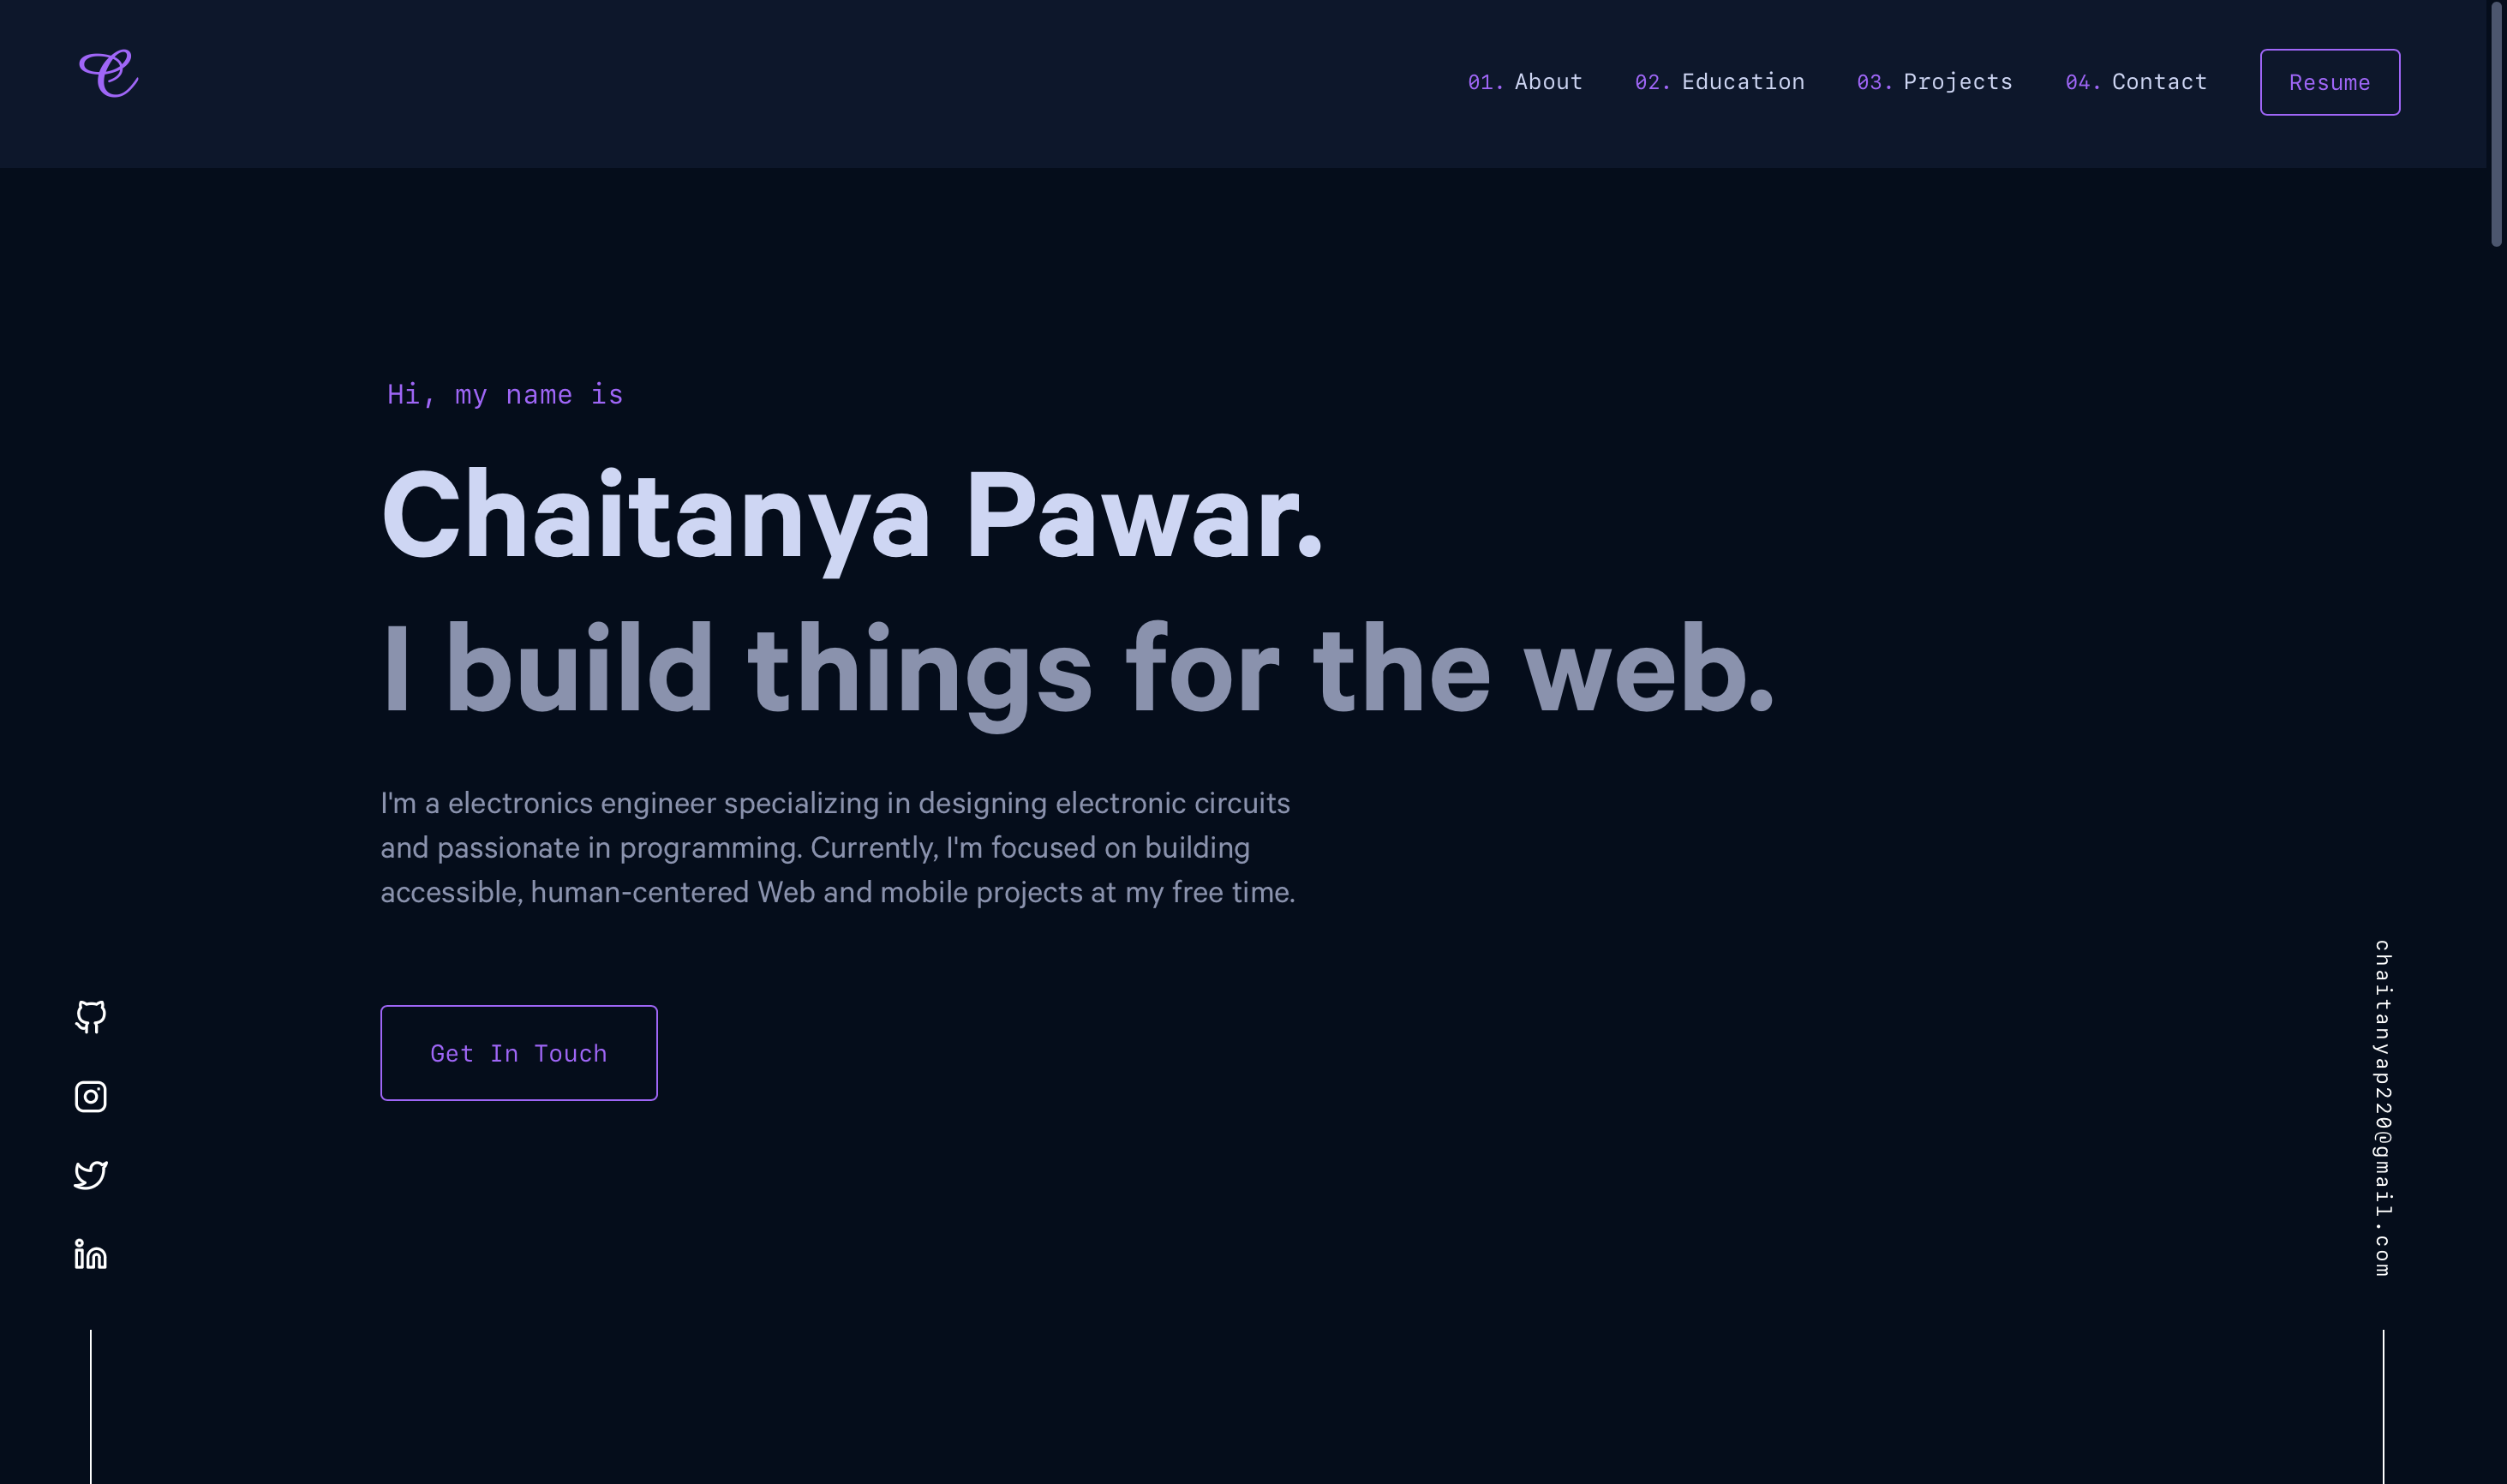 C
01. About 02. Education 03. Projects 04. Contact Resume
Hi, my name is
Chaitanya Pawar.
I build things for the web.
I'm a electronics engineer specializing in designing electronic circuits
and passionate in programming. Currently, I'm focused on building
accessible, human-centered Web and mobile projects at my free time.
Get In Touch
chaitanyap220@gmail.com